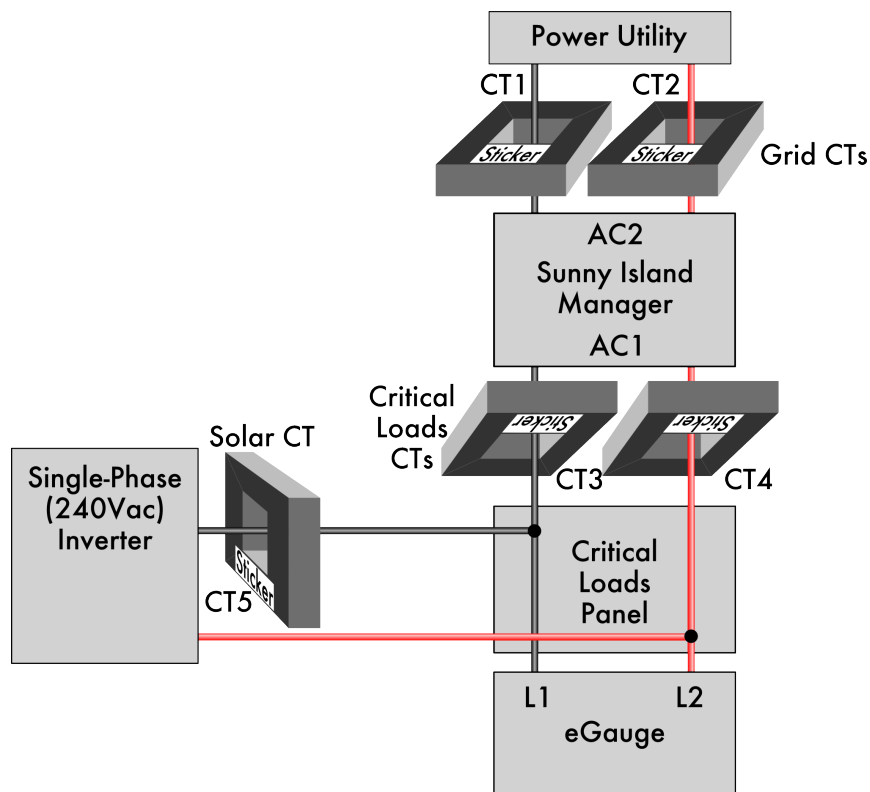 Power Utility
CT1
CT2
Sticker
Sticker
Grid CTs
AC2
Sunny Island
Manager
AC1
Critical
Loads
CTs
Sticker
Sticker
CT3
CT4
Solar CT
Single-Phase
(240Vac)
Inverter
Sticker
CT5
Critical
Loads
Panel
L1
L2
eGauge